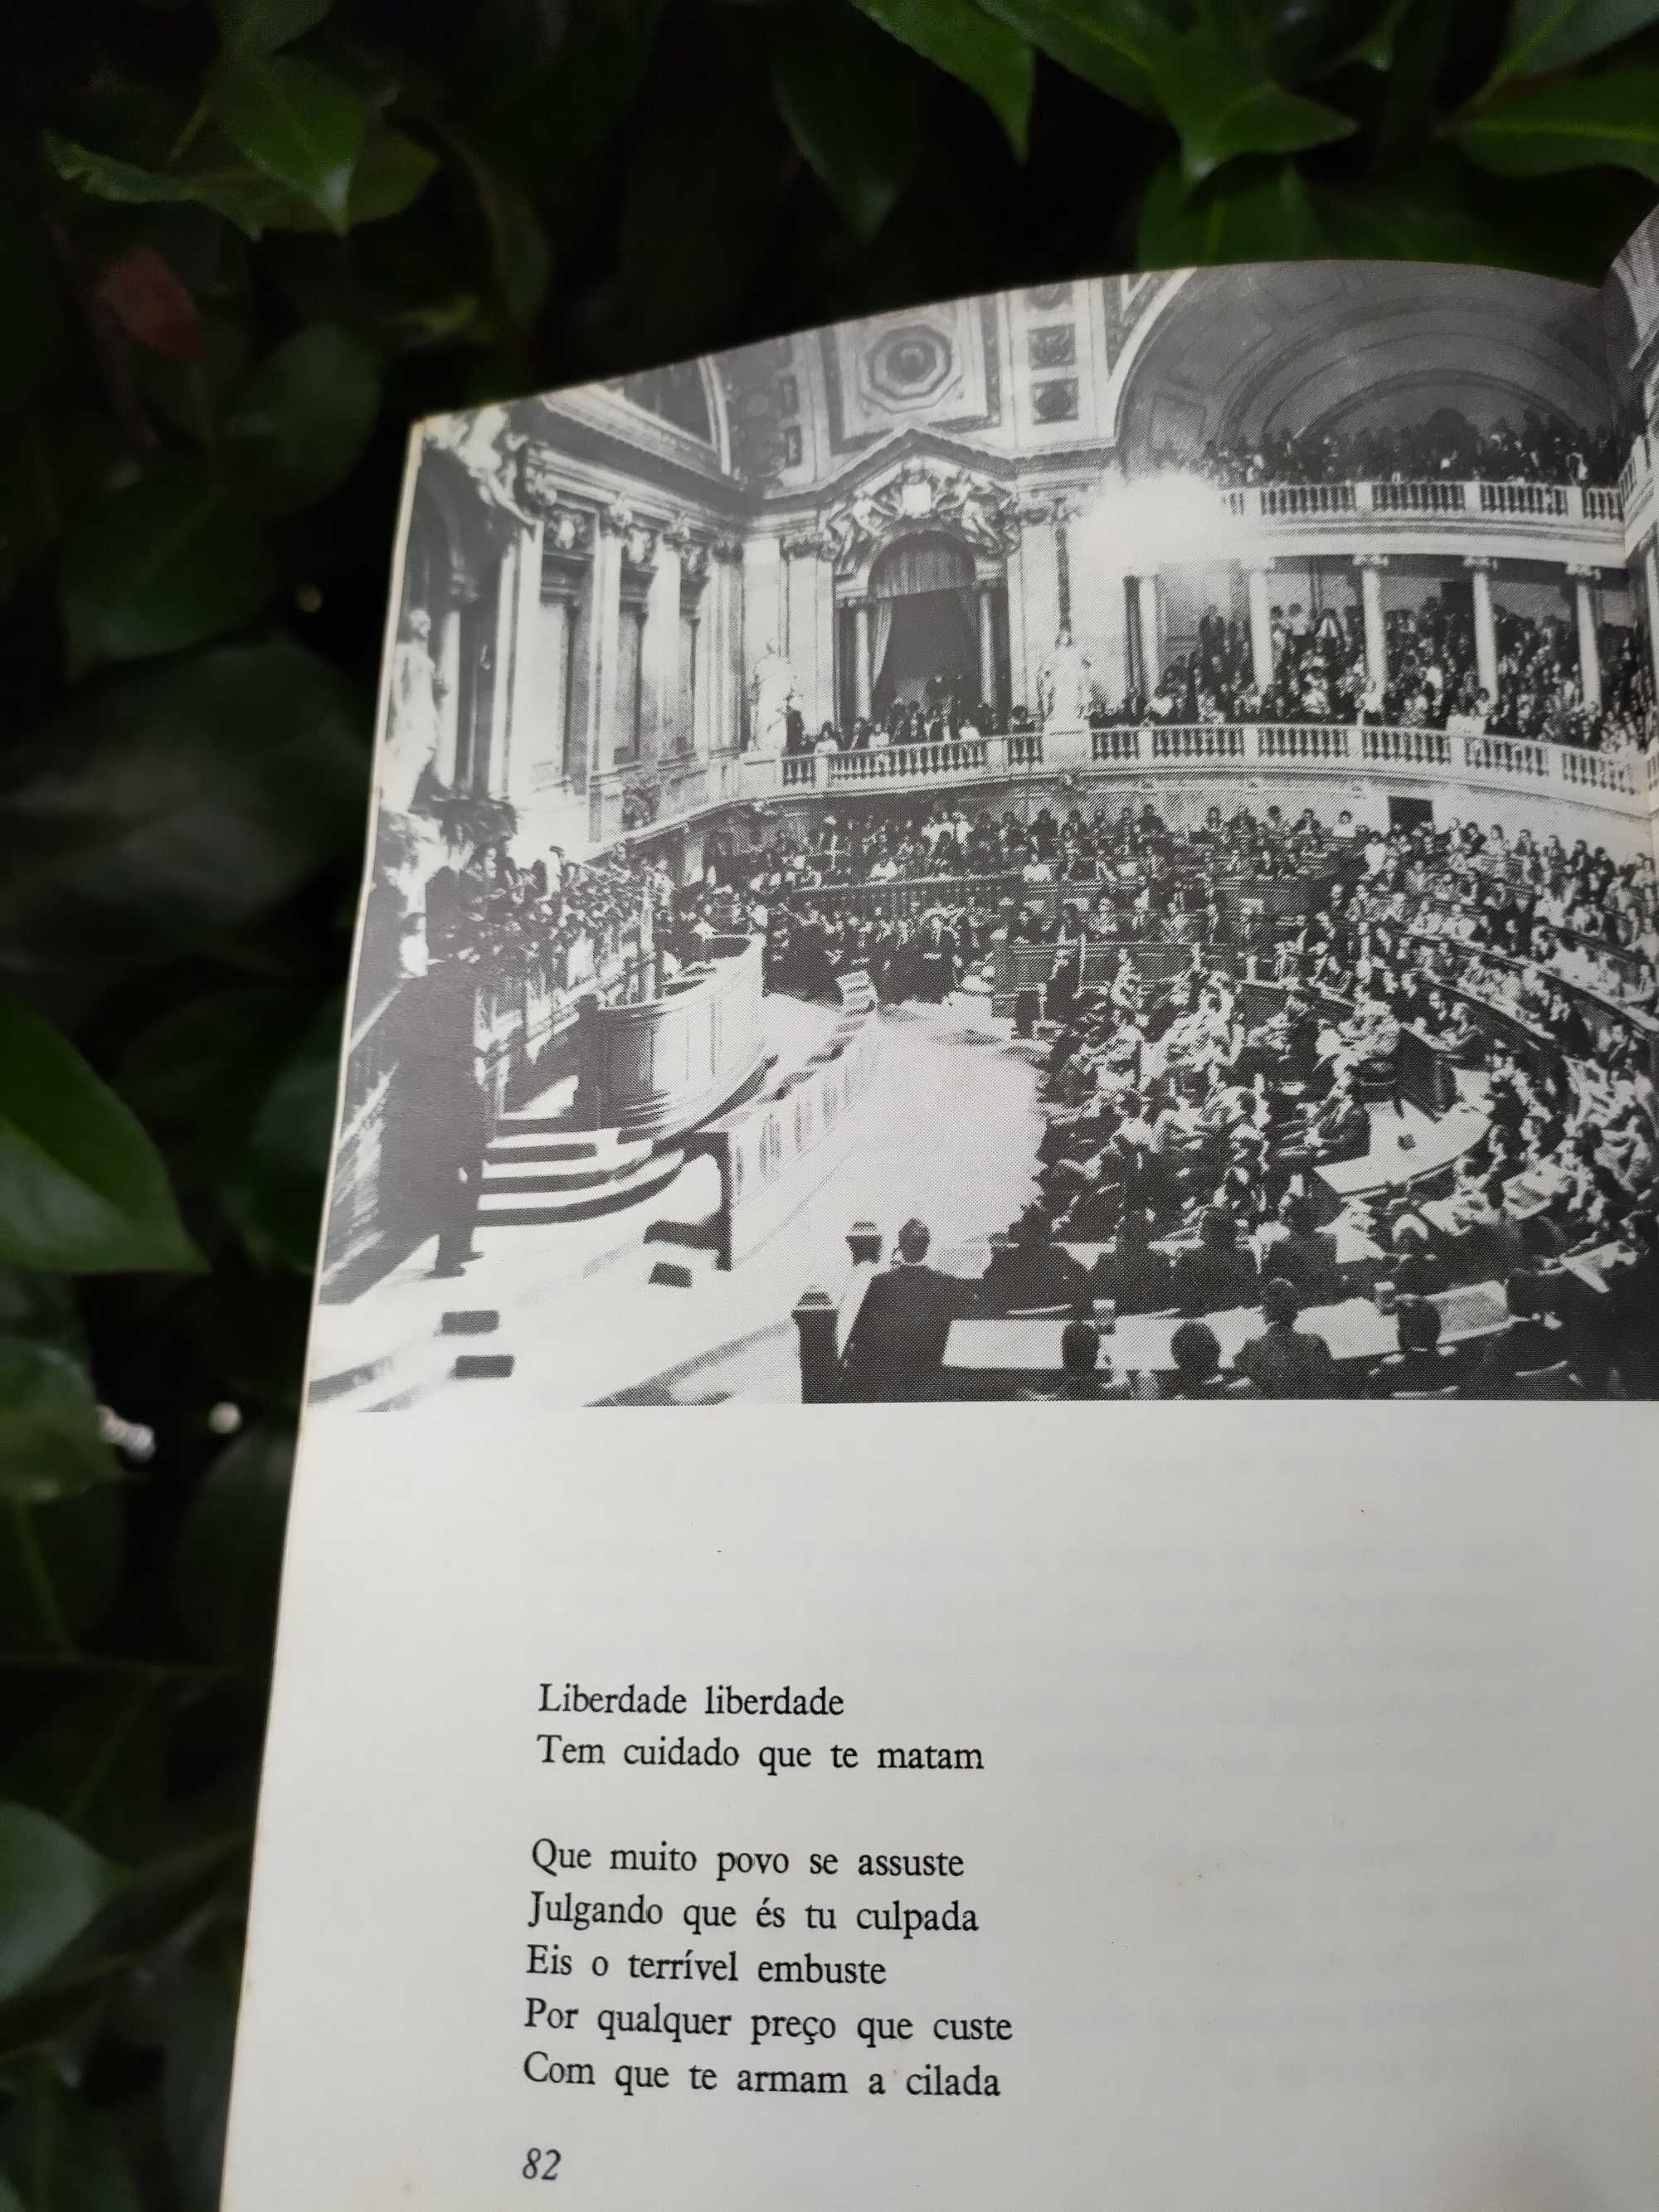 Liberdade liberdade
Tem cuidado que te matam
Que muito povo se assuste
Julgando que és tu culpada
Eis o terrível embuste
Por qualquer preço que custe
Com que te armam a cilada
82